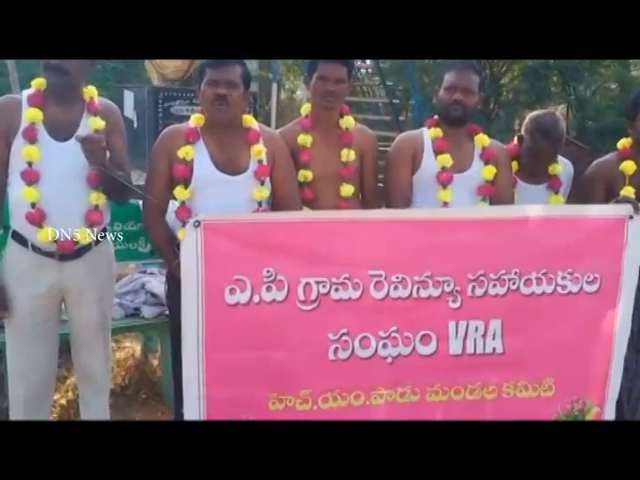 DN5 News
ఎ.పి గ్రామ రెవిన్యూ సహాయకుల
సంఘం VRA
హెచ్.యం.పాడు మండల కమిటి